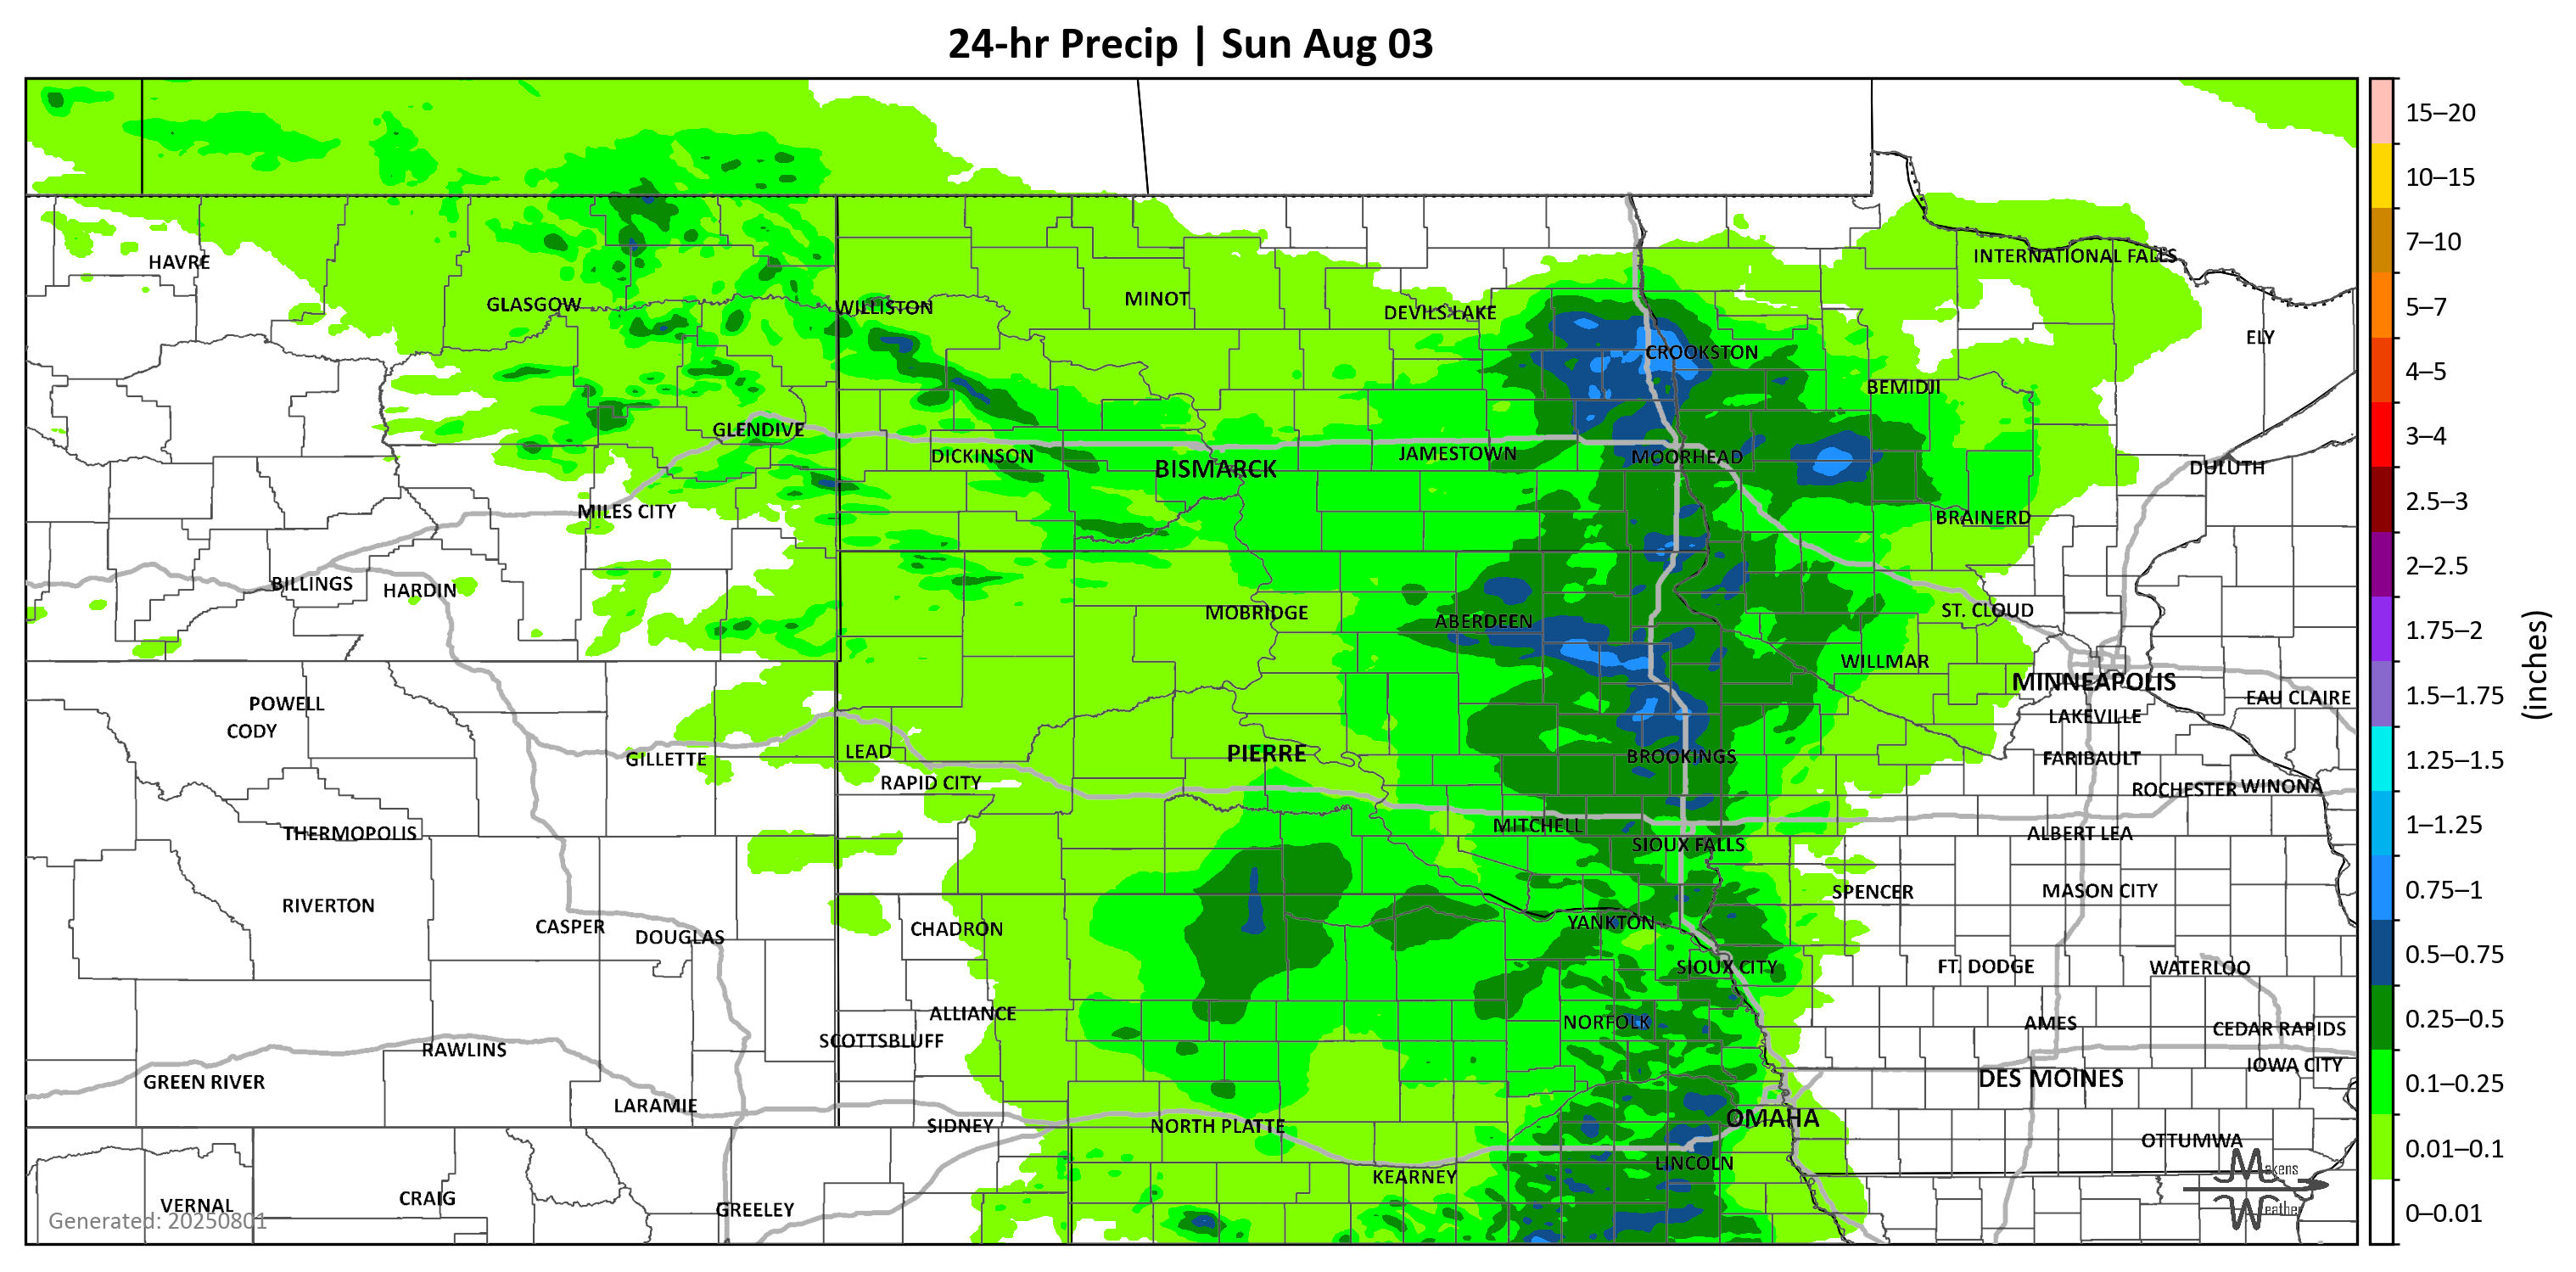 24-hr Precip | Sun Aug 03
INTERNATIONAL FALLS
HAVRE
GLASGOW
WILLISTON
MINOT
DEVILS LAKE
ELY
CROOKSTON
BEMIDJI
GLENDIVE
DICKINSON
BISMARCK
JAMESTOWN
MOORHEAD
DULUTH
MILES CITY
BRAINERD
BILLINGS
HARDIN
MOBRIDGE
ABERDEEN
ST. CLOUD
WILLMAR
MINNEAPOLIS
POWELL
EAU CLAIRE
CODY
LAKEVILLE
GILLETTE
LEAD
PIERRE
BROOKINGS
FARIBAULT
RAPID CITY
ROCHESTER
WINONA
THERMOPOLIS
MITCHELL
ALBERT LEA
SIOUX FALLS
RIVERTON
SPENCER
MASON CITY
CASPER
DOUGLAS
CHADRON
YANKTON
SIOUX CITY
FT. DODGE
WATERLOO
ALLIANCE
NORFOLK
AMES
CEDAR RAPIDS
SCOTTSBLUFF
RAWLINS
IOWA CITY
GREEN RIVER
DES MOINES
LARAMIE
OMAHA
SIDNEY
NORTH PLATTE
OTTUMWA
LINCOLN
KEARNEY
VERNAL
CRAIG
GREELEY
Generated: 20250801
Makens
Weather
15–20
10–15
7–10
5–7
4–5
3–4
2.5–3
2–2.5
1.75–2
1.5–1.75
1.25–1.5
1–1.25
0.75–1
0.5–0.75
0.25–0.5
0.1–0.25
0.01–0.1
0–0.01
(inches)